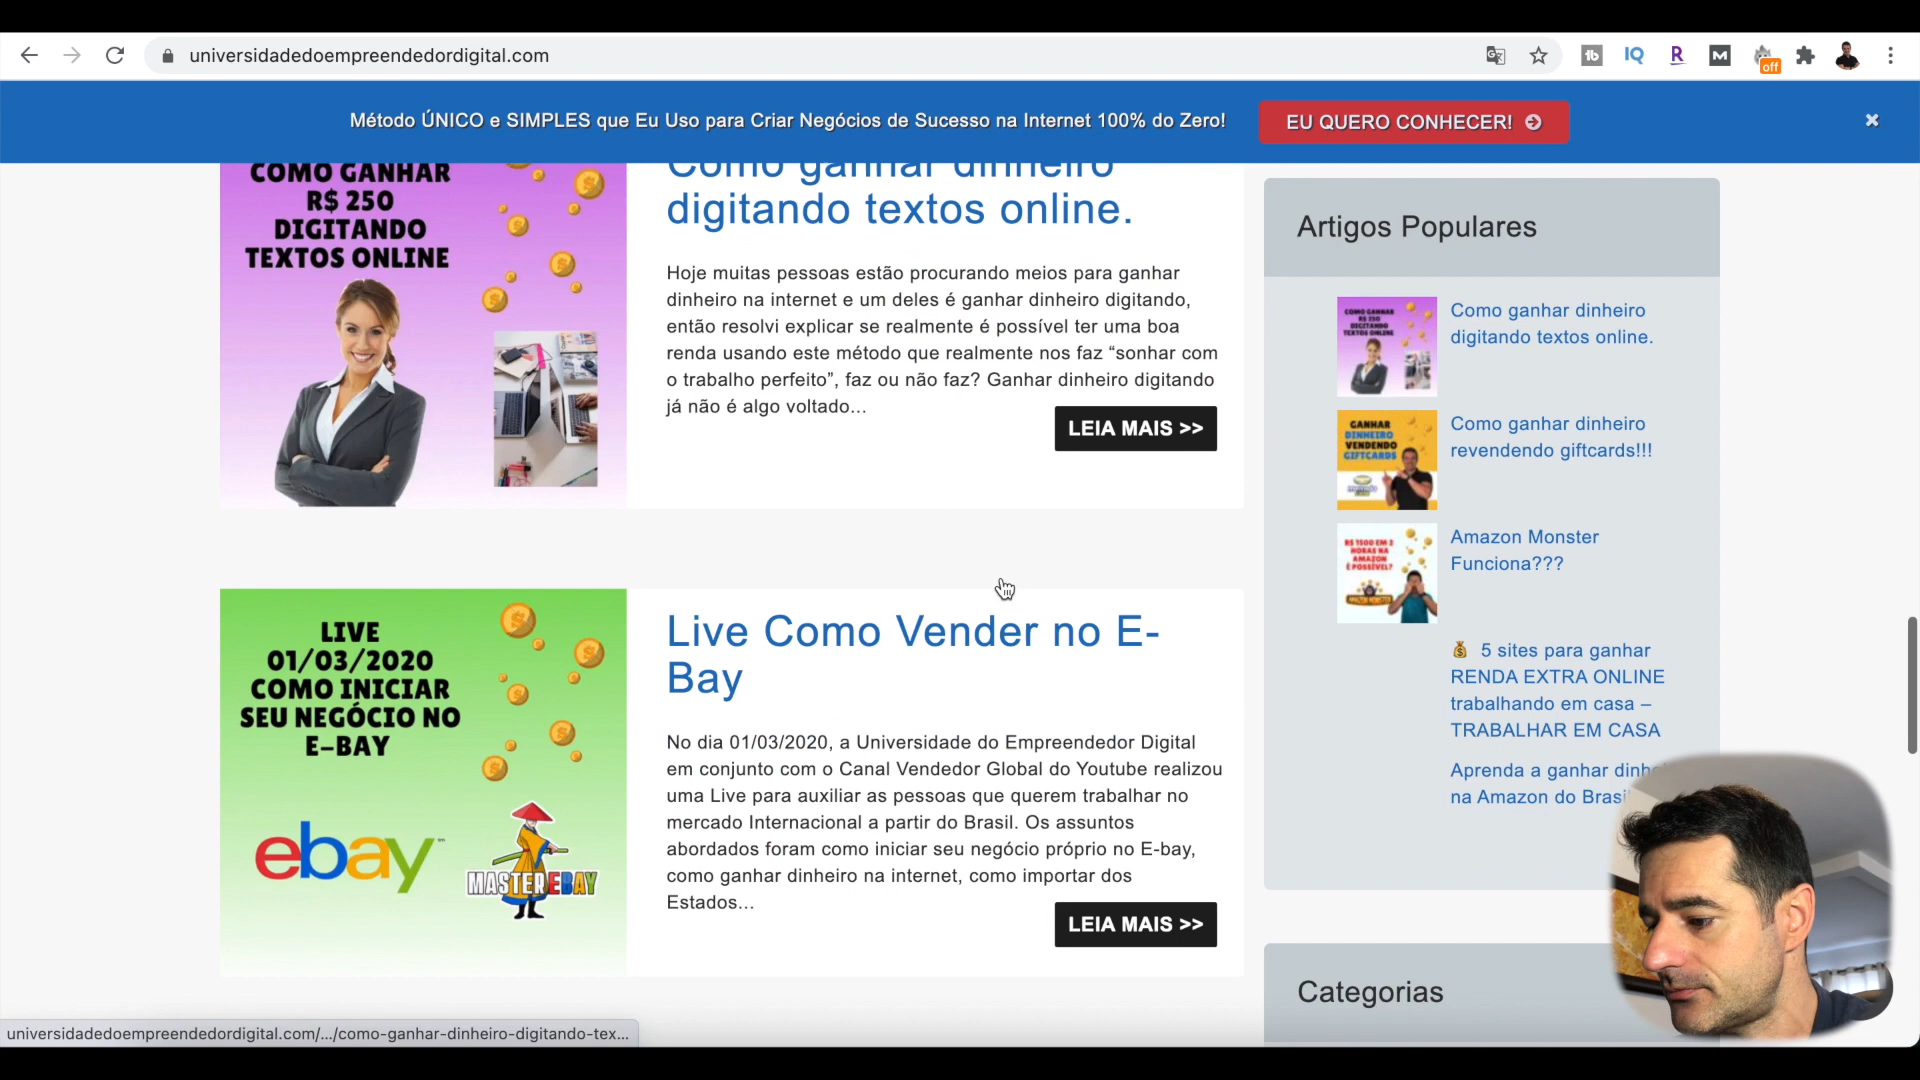 universidadedoempreendedordigital.com
tb
IQ
R
M
off
Método ÚNICO e SIMPLES que Eu Uso para Criar Negócios de Sucesso na Internet 100% do Zero!
EU QUERO CONHECER!
COMO GANHAR
R$ 250
DIGITANDO
TEXTOS ONLINE
Como ganhar dinheiro
digitando textos online.
Hoje muitas pessoas estão procurando meios para ganhar
dinheiro na internet e um deles é ganhar dinheiro digitando,
então resolvi explicar se realmente é possível ter uma boa
renda usando este método que realmente nos faz “sonhar com
o trabalho perfeito”, faz ou não faz? Ganhar dinheiro digitando
já não é algo voltado...
LEIA MAIS >>
LIVE
01/03/2020
COMO INICIAR
SEU NEGÓCIO NO
E-BAY
ebay
MASTEREBAY
Live Como Vender no E-
Bay
No dia 01/03/2020, a Universidade do Empreendedor Digital
em conjunto com o Canal Vendedor Global do Youtube realizou
uma Live para auxiliar as pessoas que querem trabalhar no
mercado Internacional a partir do Brasil. Os assuntos
abordados foram como iniciar seu negócio próprio no E-bay,
como ganhar dinheiro na internet, como importar dos
Estados...
LEIA MAIS >>
Artigos Populares
COMO GANHAR
R$ 250
DIGITANDO
TEXTOS ONLINE
Como ganhar dinheiro
digitando textos online.
GANHAR
DINHEIRO
VENDENDO
GIFTCARDS
Como ganhar dinheiro
revendendo giftcards!!!
R$ 1500 EM 2
HORAS NA
AMAZON
É POSSÍVEL?
Amazon Monster
Funciona???
5 sites para ganhar
RENDA EXTRA ONLINE
trabalhando em casa –
TRABALHAR EM CASA
Aprenda a ganhar dinhe
na Amazon do Brasi
Categorias
universidadedoempreendedordigital.com/.../como-ganhar-dinheiro-digitando-tex...